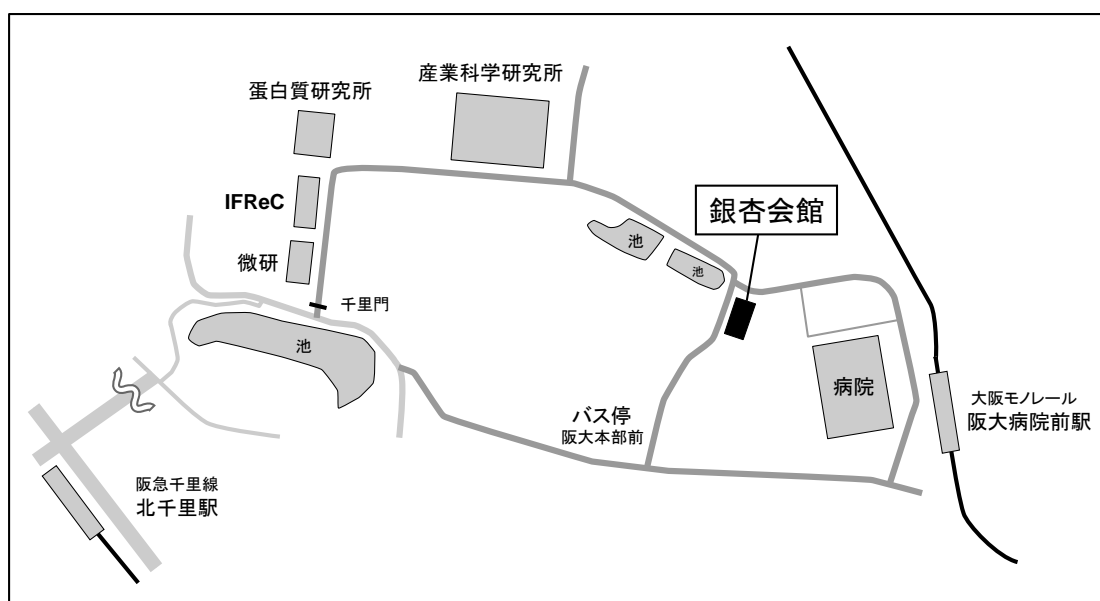 産業科学研究所
蛋白質研究所
IFReC
銀杏会館
微研
池
池
千里門
池
病院
大阪モノレール
阪大病院前駅
バス停
阪大本部前
阪急千里線
北千里駅